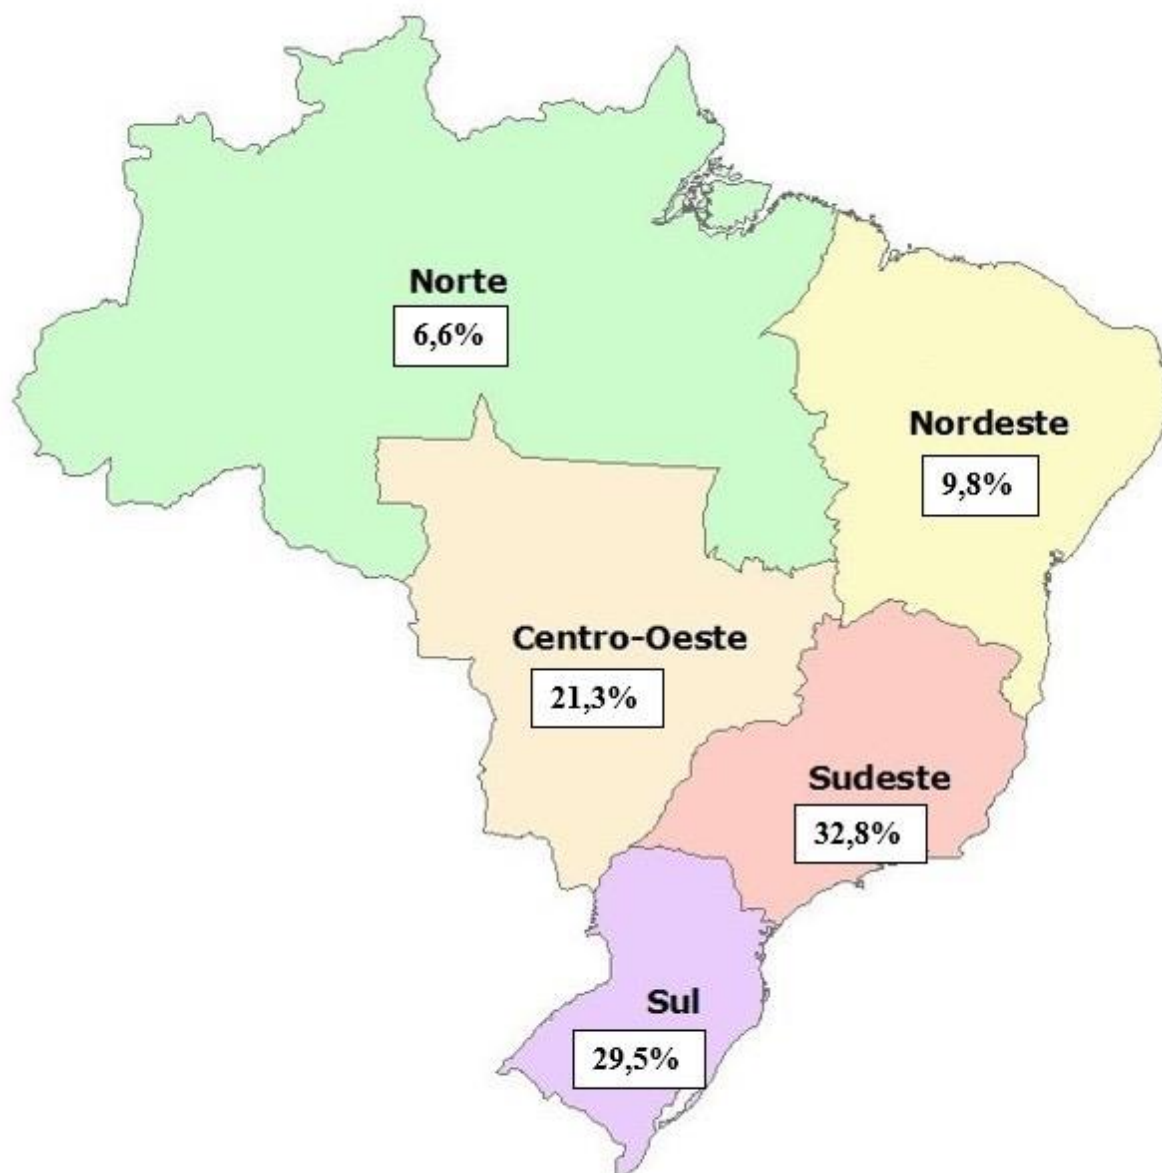 Norte
6,6%
Nordeste
9,8%
Centro-Oeste
21,3%
Sudeste
32,8%
Sul
29,5%